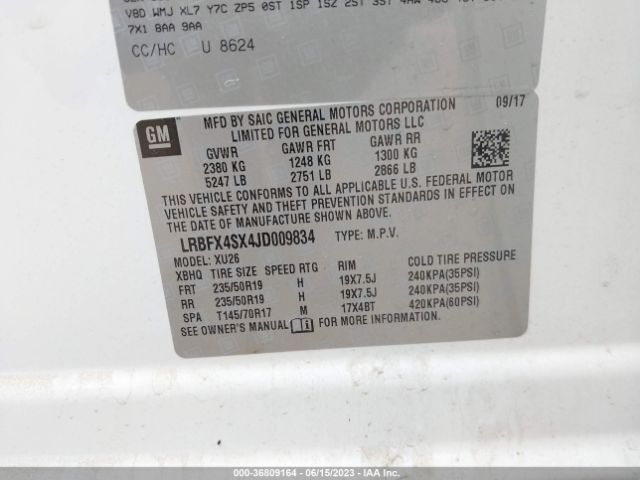 V8D WMJ XL7 Y7C ZP5 0ST 1SP 1SZ 2ST 3ST 4AW
7X1 8AA 9AA
CC/HC U 8624
GM
MFD BY SAIC GENERAL MOTORS CORPORATION 09/17
LIMITED FOR GENERAL MOTORS LLC
GVWR GAWR FRT GAWR RR
2380 KG 1248 KG 1300 KG
5247 LB 2751 LB 2866 LB
THIS VEHICLE CONFORMS TO ALL APPLICABLE U.S. FEDERAL MOTOR
VEHICLE SAFETY AND THEFT PREVENTION STANDARDS IN EFFECT ON
THE DATE OF MANUFACTURE SHOWN ABOVE.
LRBFX4SX4JD009834 TYPE: M.P.V.
MODEL: XU26
XBHQ TIRE SIZE SPEED RTG RIM COLD TIRE PRESSURE
FRT 235/50R19 H 19X7.5J 240KPA(35PSI)
RR 235/50R19 H 19X7.5J 240KPA(35PSI)
SPA T145/70R17 M 17X4BT 420KPA(60PSI)
SEE OWNER'S MANUAL FOR MORE INFORMATION.
000-36809164 - 06/15/2023 - IAA Inc.